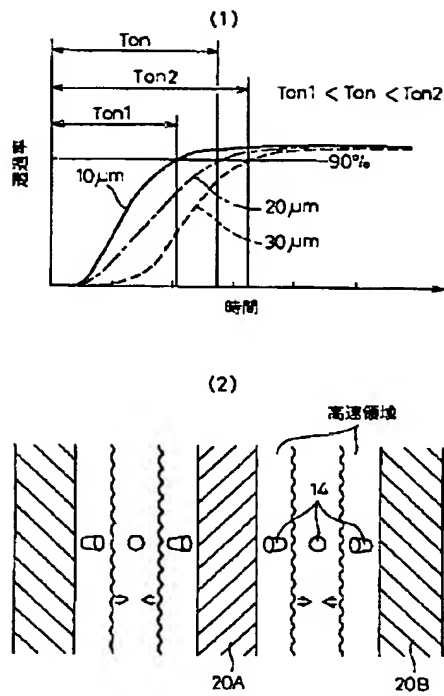 (1)
Ton
Ton2
Ton1
Ton1 < Ton < Ton2
透過率
90%
10μm
20μm
30μm
時間
(2)
高速領域
14
20A
20B